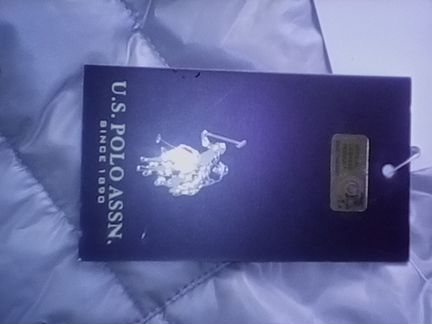 U.S. POLO ASSN.
SINCE 1890